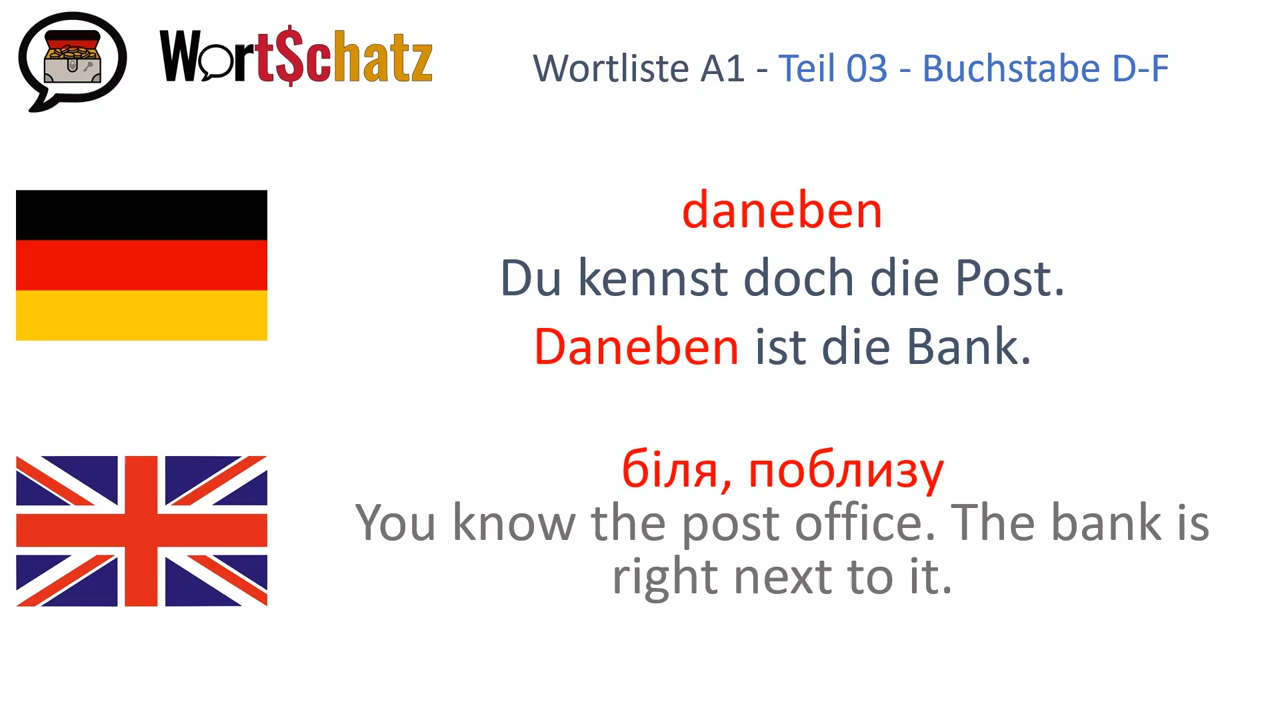 Wort$chatz
Wortliste A1 - Teil 03 - Buchstabe D-F
daneben
Du kennst doch die Post.
Daneben ist die Bank.
біля, поблизу
You know the post office. The bank is
right next to it.